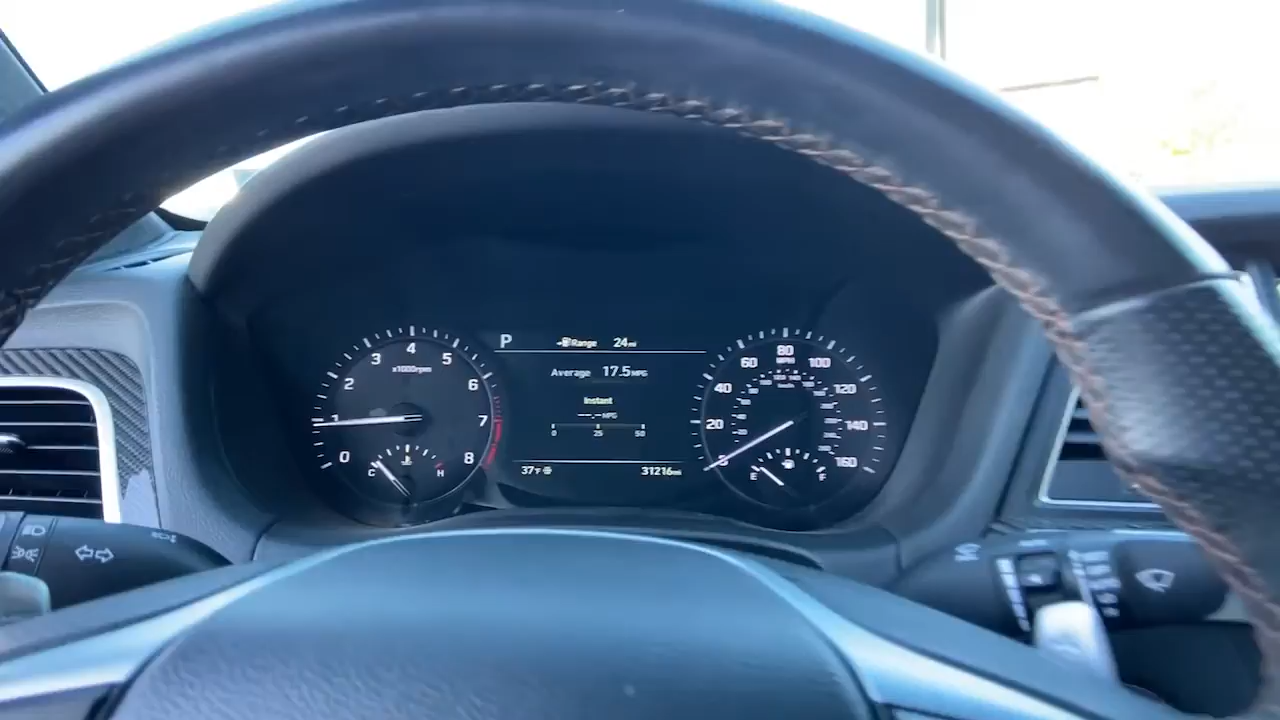 P
Range 24mi
Average 17.5MPG
Instant
--.- MPG
0 25 50
37°F
31216mi
0 1 2 3 4 5 6 7 8
x1000rpm
C H
20 40 60 80 100 120 140 160
MPH
km/h
E F